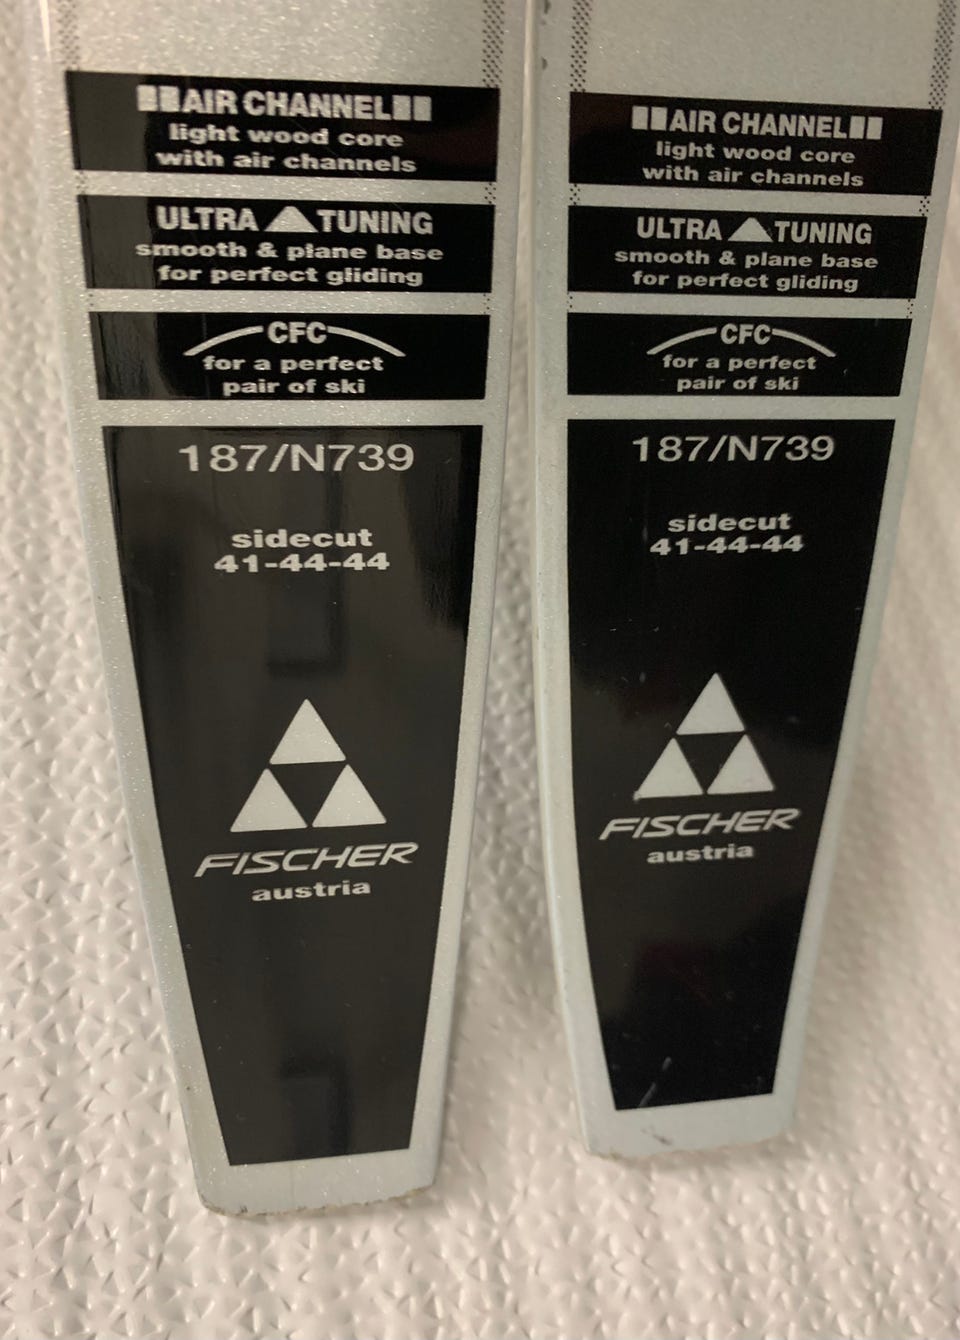 AIR CHANNEL
light wood core
with air channels
ULTRA TUNING
smooth & plane base
for perfect gliding
CFC
for a perfect
pair of ski
187/N739
sidecut
41-44-44
FISCHER
austria
AIR CHANNEL
light wood core
with air channels
ULTRA TUNING
smooth & plane base
for perfect gliding
CFC
for a perfect
pair of ski
187/N739
sidecut
41-44-44
FISCHER
austria